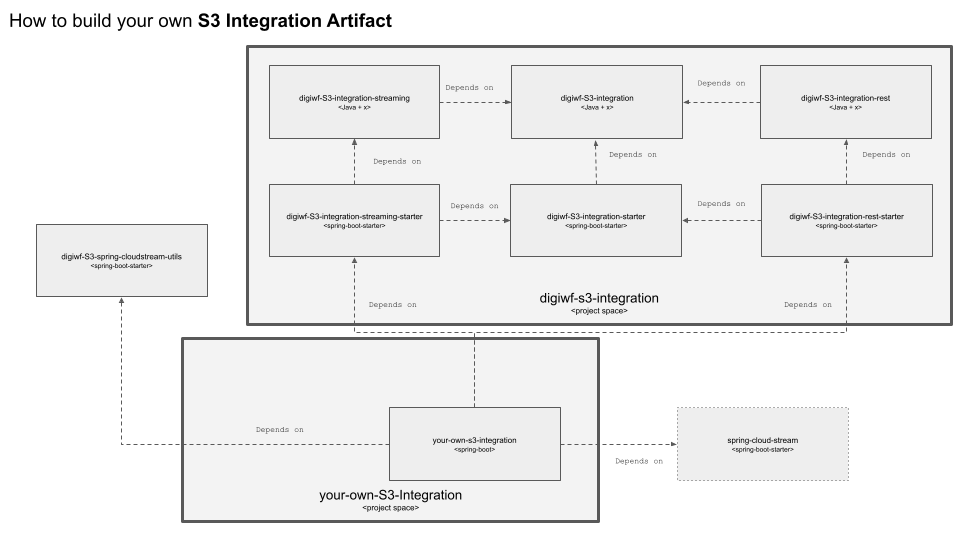 How to build your own S3 Integration Artifact
digiwf-S3-integration-streaming
<Java + x>
Depends on
digiwf-S3-integration
<Java + x>
Depends on
digiwf-S3-integration-rest
<Java + x>
Depends on
Depends on
Depends on
digiwf-S3-integration-streaming-starter
<spring-boot-starter>
Depends on
digiwf-S3-integration-starter
<spring-boot-starter>
Depends on
digiwf-S3-integration-rest-starter
<spring-boot-starter>
digiwf-S3-spring-cloudstream-utils
<spring-boot-starter>
Depends on
digiwf-s3-integration
<project space>
Depends on
Depends on
your-own-s3-integration
<spring-boot>
Depends on
spring-cloud-stream
<spring-boot-starter>
your-own-S3-Integration
<project space>